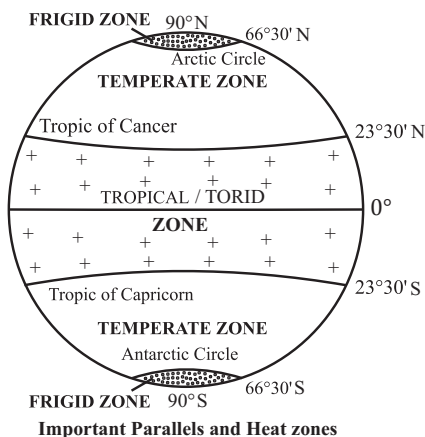 FRIGID ZONE 90°N 66°30' N
Arctic Circle
TEMPERATE ZONE
Tropic of Cancer 23°30' N
TROPICAL / TORID 0°
ZONE
Tropic of Capricorn 23°30' S
TEMPERATE ZONE
Antarctic Circle
FRIGID ZONE 90°S 66°30' S
Important Parallels and Heat zones